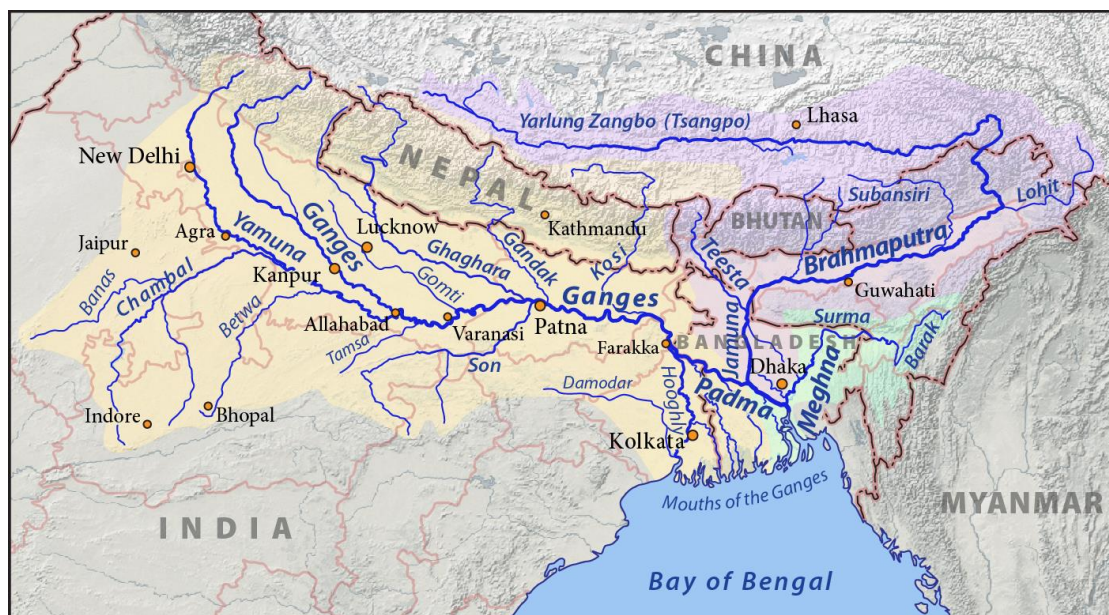 CHINA
Yarlung Zangbo (Tsangpo)
Lhasa
New Delhi
NEPAL
Subansiri
Lohit
BHUTAN
Kathmandu
Jaipur
Agra
Yamuna
Ganges
Lucknow
Ghaghara
Gandak
Kosi
Teesta
Brahmaputra
Guwahati
Banas
Chambal
Kanpur
Gomti
Betwa
Ganges
Allahabad
Varanasi
Patna
Tamsa
Son
Farakka
BANGLADESH
Jamuna
Surma
Barak
Dhaka
Meghna
Damodar
Hooghly
Padma
Indore
Bhopal
Kolkata
Mouths of the Ganges
INDIA
MYANMAR
Bay of Bengal